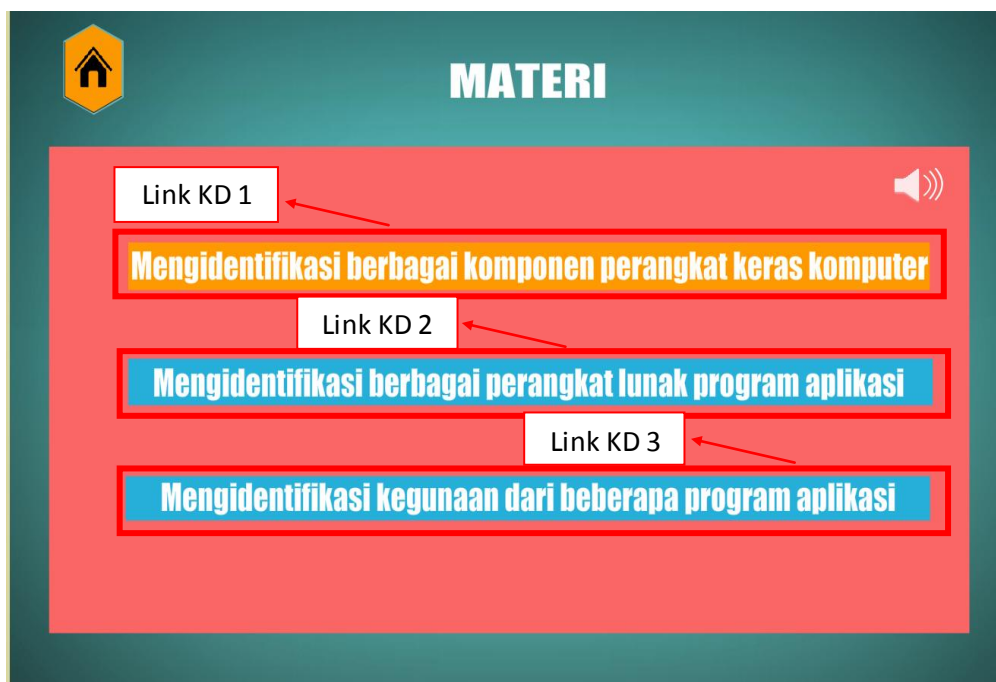 MATERI
Link KD 1
Mengidentifikasi berbagai komponen perangkat keras komputer
Link KD 2
Mengidentifikasi berbagai perangkat lunak program aplikasi
Link KD 3
Mengidentifikasi kegunaan dari beberapa program aplikasi